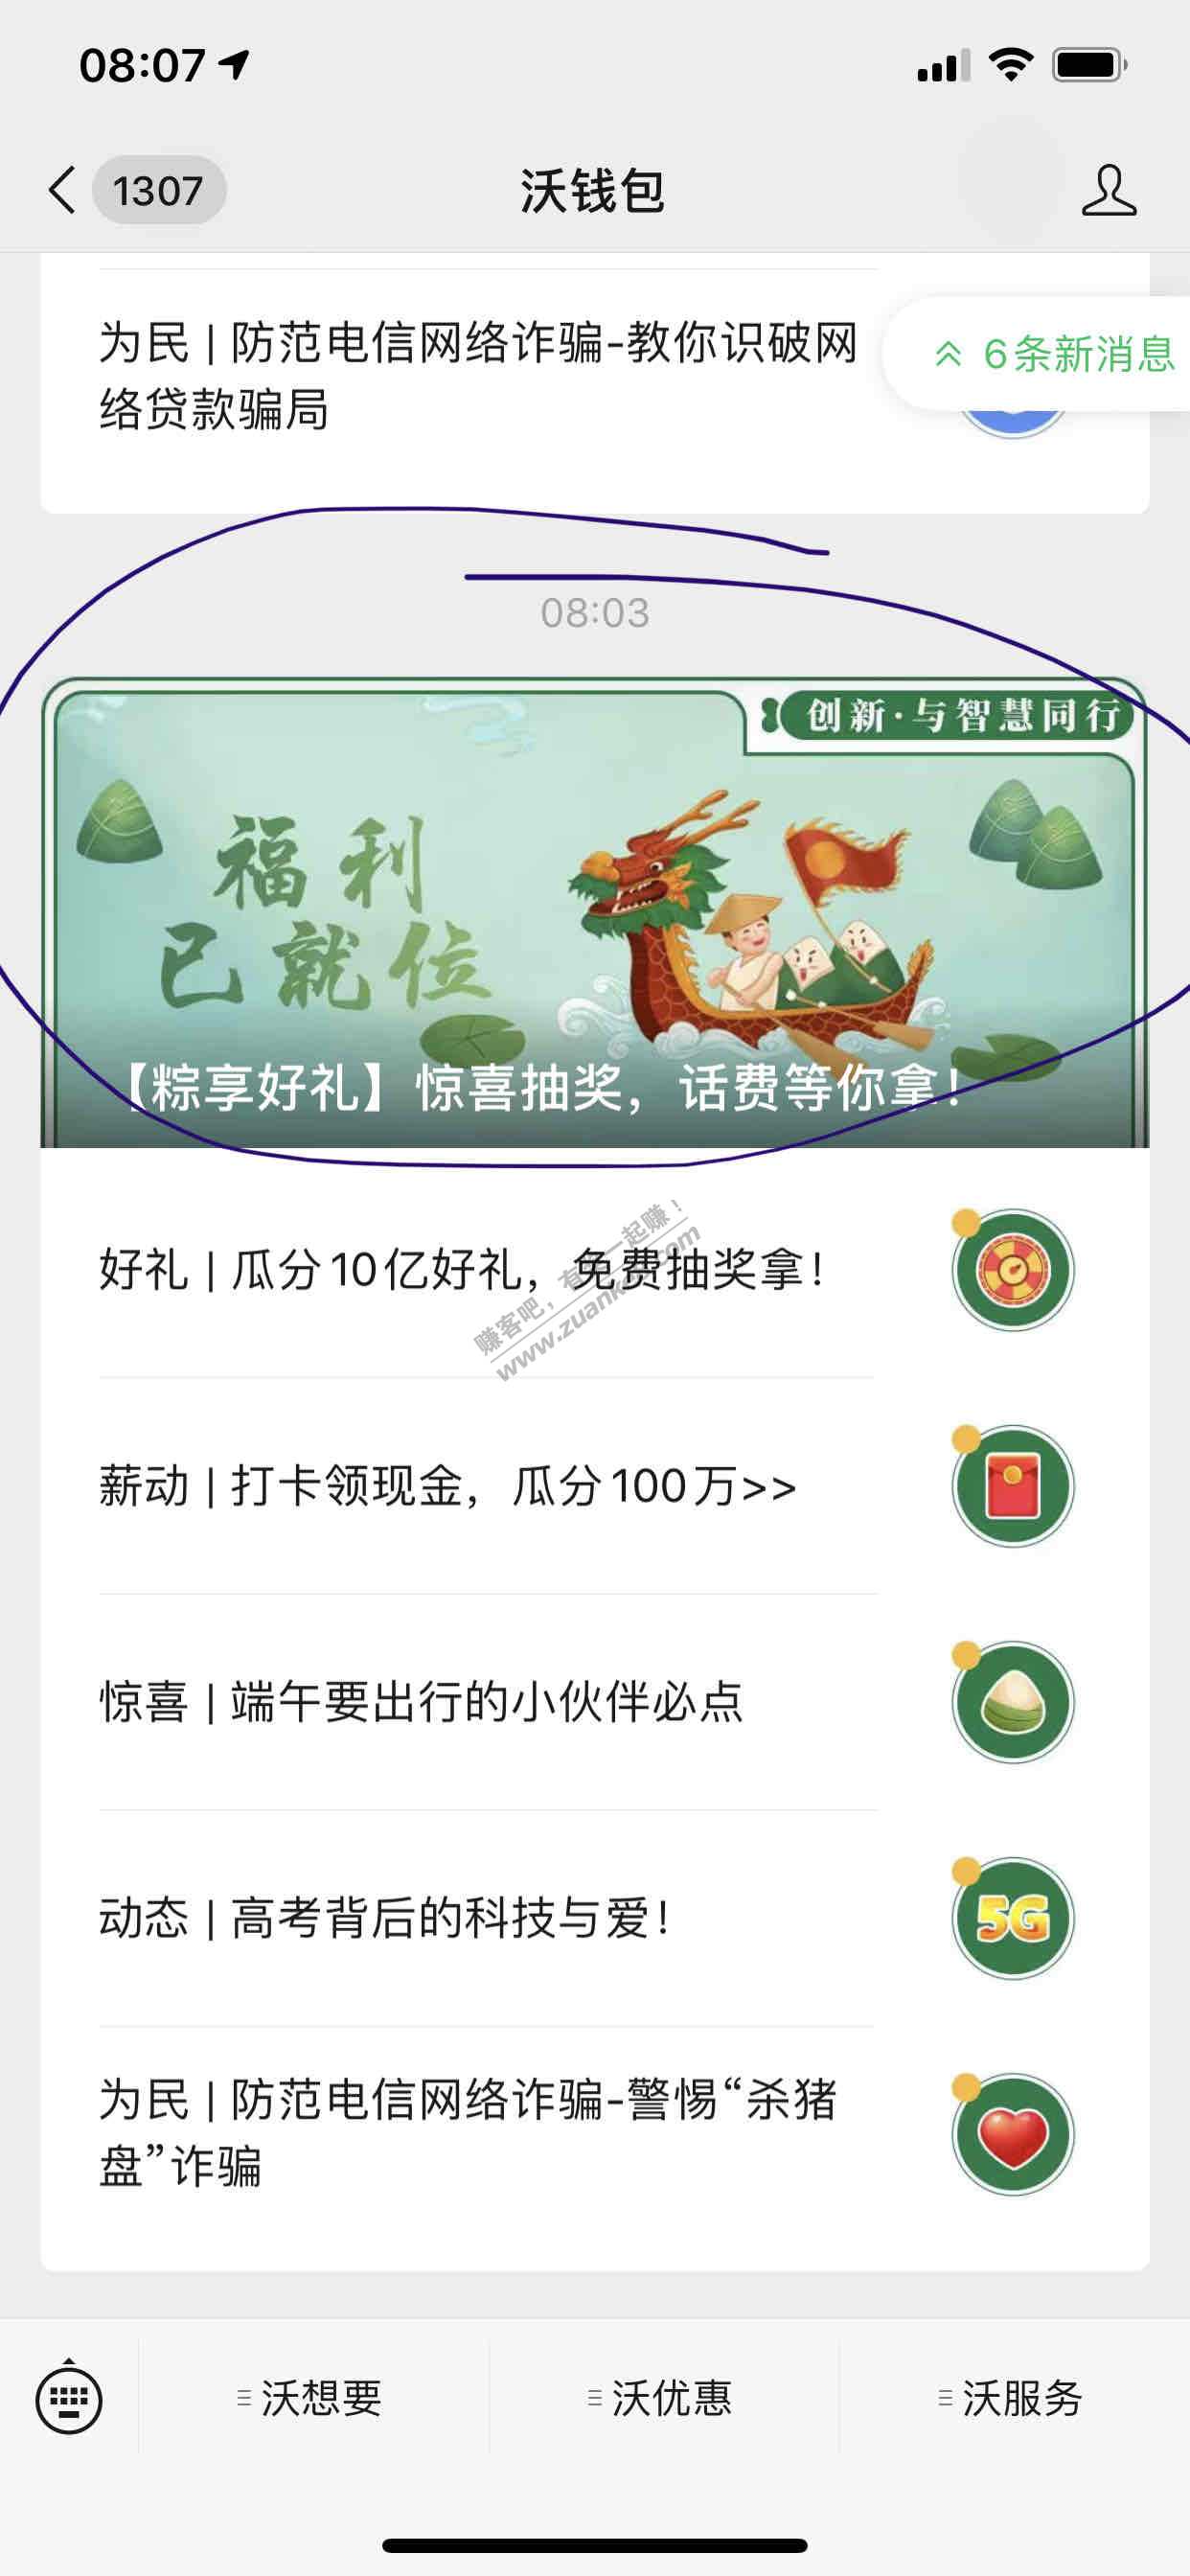 08:07
1307
沃钱包
为民 | 防范电信网络诈骗-教你识破网
络贷款骗局
6条新消息
08:03
创新·与智慧同行
福利
已就位
【粽享好礼】惊喜抽奖，话费等你拿！
好礼 | 瓜分10亿好礼，免费抽奖拿！
赚客吧，有奖一起赚！
www.zuanke8.com
薪动 | 打卡领现金，瓜分100万>>
惊喜 | 端午要出行的小伙伴必点
动态 | 高考背后的科技与爱！
5G
为民 | 防范电信网络诈骗-警惕“杀猪
盘”诈骗
沃想要
沃优惠
沃服务